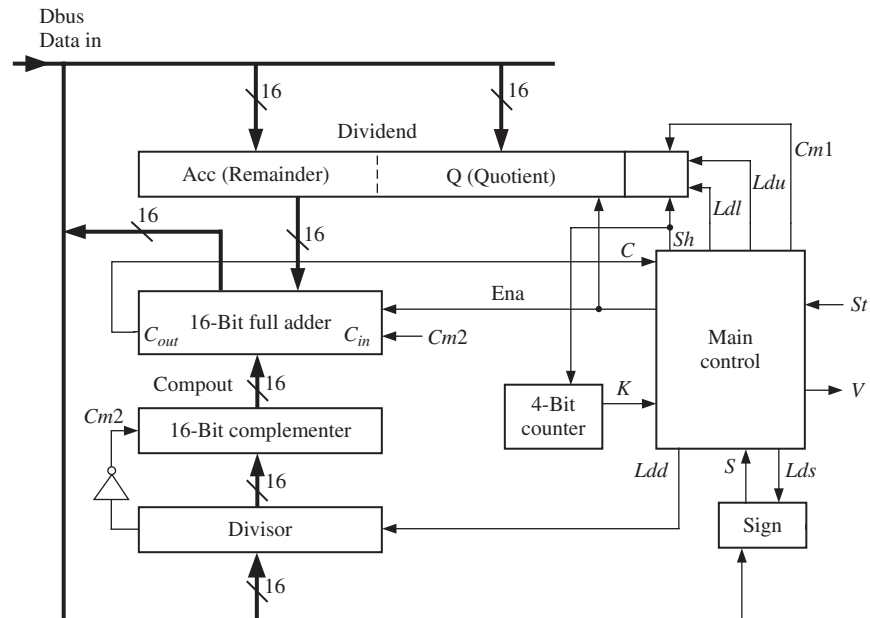 Dbus
Data in
16
16
Dividend
Acc (Remainder)
Q (Quotient)
Cm1
Ldu
Ldl
16
16
C
Sh
Ena
St
16-Bit full adder
Cout
Cin
Cm2
Main
control
Compout
16
K
V
4-Bit
counter
Cm2
16-Bit complementer
Ldd
S
Lds
16
Divisor
Sign
16